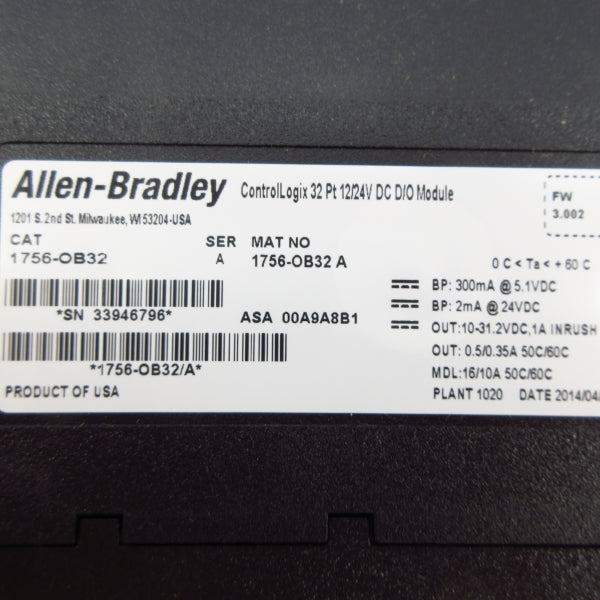 Allen-Bradley ControlLogix 32 Pt 12/24V DC D/O Module
FW
3.002
1201 S. 2nd St. Milwaukee, WI 53204-USA
CAT SER MAT NO
1756-OB32 A 1756-OB32 A
0 C < Ta < + 60 C
BP: 300mA @ 5.1VDC
BP: 2mA @ 24VDC
*SN 33946796* ASA 00A9A8B1
OUT:10-31.2VDC,1A INRUSH
OUT: 0.5/0.35A 50C/60C
*1756-OB32/A*
MDL:16/10A 50C/60C
PRODUCT OF USA
PLANT 1020 DATE 2014/04/